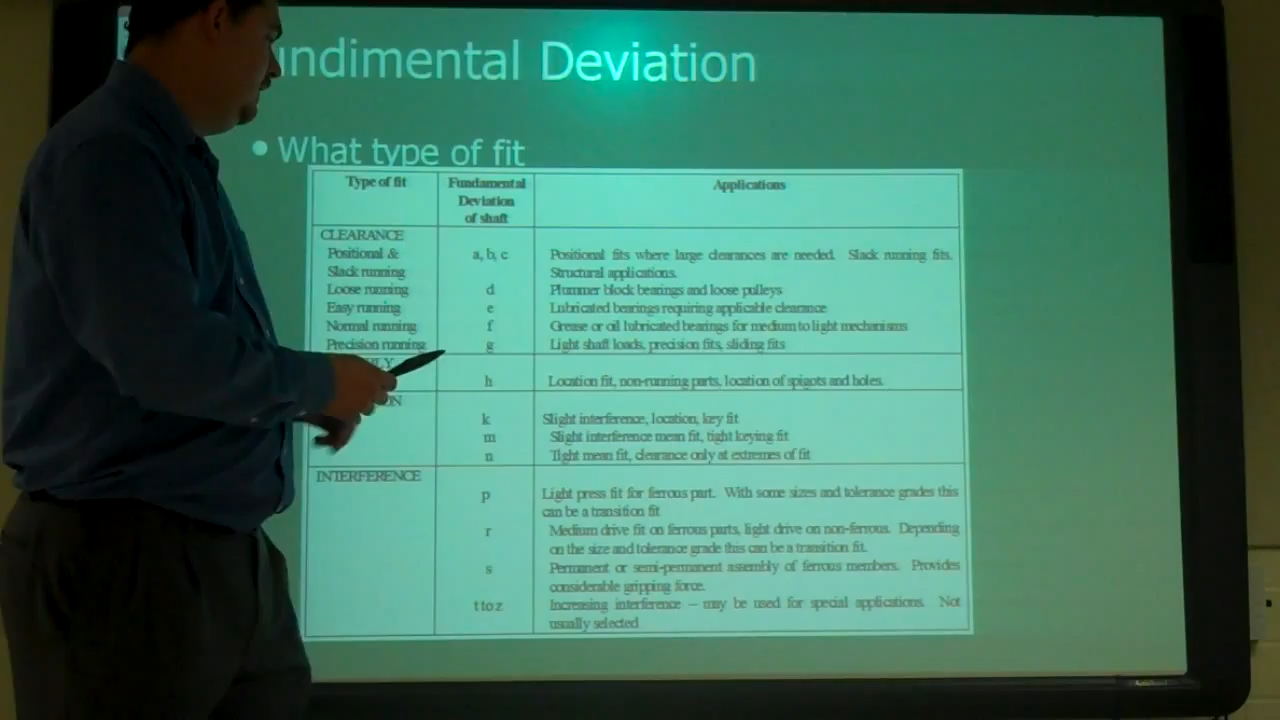 undimental Deviation
• What type of fit
Type of fit Fundamental Deviation of shaft Applications
CLEARANCE
Positional & a, b, c Positional fits where large clearances are needed. Slack running fits.
Slack running Structural applications.
Loose running d Plummer block bearings and loose pulleys
Easy running e Lubricated bearings requiring applicable clearance
Normal running f Grease or oil lubricated bearings for medium to light mechanisms
Precision running g Light shaft loads, precision fits, sliding fits
h Location fit, non-running parts, location of spigots and holes.
k Slight interference, location, key fit
m Slight interference mean fit, tight keying fit
n Tight mean fit, clearance only at extremes of fit
INTERFERENCE
p Light press fit for ferrous part. With some sizes and tolerance grades this
can be a transition fit
r Medium drive fit on ferrous parts, light drive on non-ferrous. Depending
on the size and tolerance grade this can be a transition fit.
s Permanent or semi-permanent assembly of ferrous members. Provides
considerable gripping force.
t to z Increasing interference – may be used for special applications. Not
usually selected